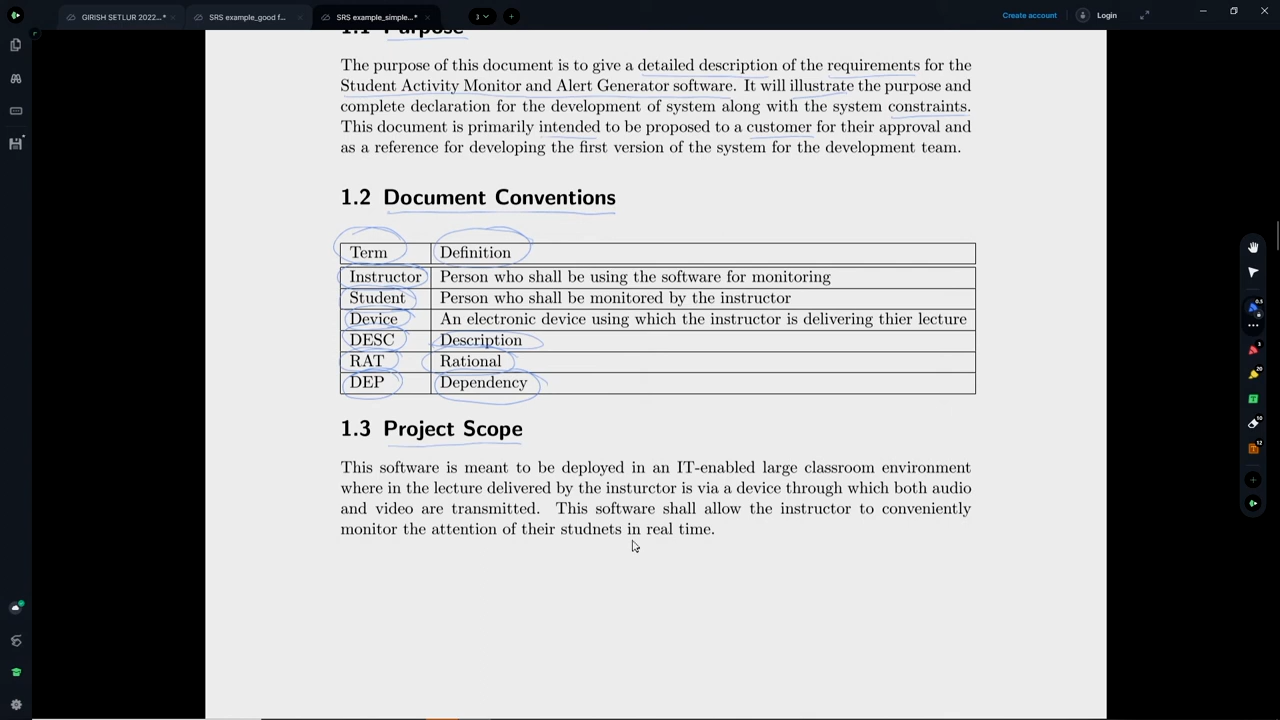 GIRISH SETLUR 2022...*
SRS example_good f...
SRS example_simple...*
3
Create account
Login
1.1 Purpose
The purpose of this document is to give a detailed description of the requirements for the
Student Activity Monitor and Alert Generator software. It will illustrate the purpose and
complete declaration for the development of system along with the system constraints.
This document is primarily intended to be proposed to a customer for their approval and
as a reference for developing the first version of the system for the development team.
1.2 Document Conventions
Term Definition
Instructor Person who shall be using the software for monitoring
Student Person who shall be monitored by the instructor
Device An electronic device using which the instructor is delivering thier lecture
DESC Description
RAT Rational
DEP Dependency
1.3 Project Scope
This software is meant to be deployed in an IT-enabled large classroom environment
where in the lecture delivered by the insturctor is via a device through which both audio
and video are transmitted. This software shall allow the instructor to conveniently
monitor the attention of their studnets in real time.
0.5
3
20
10
12